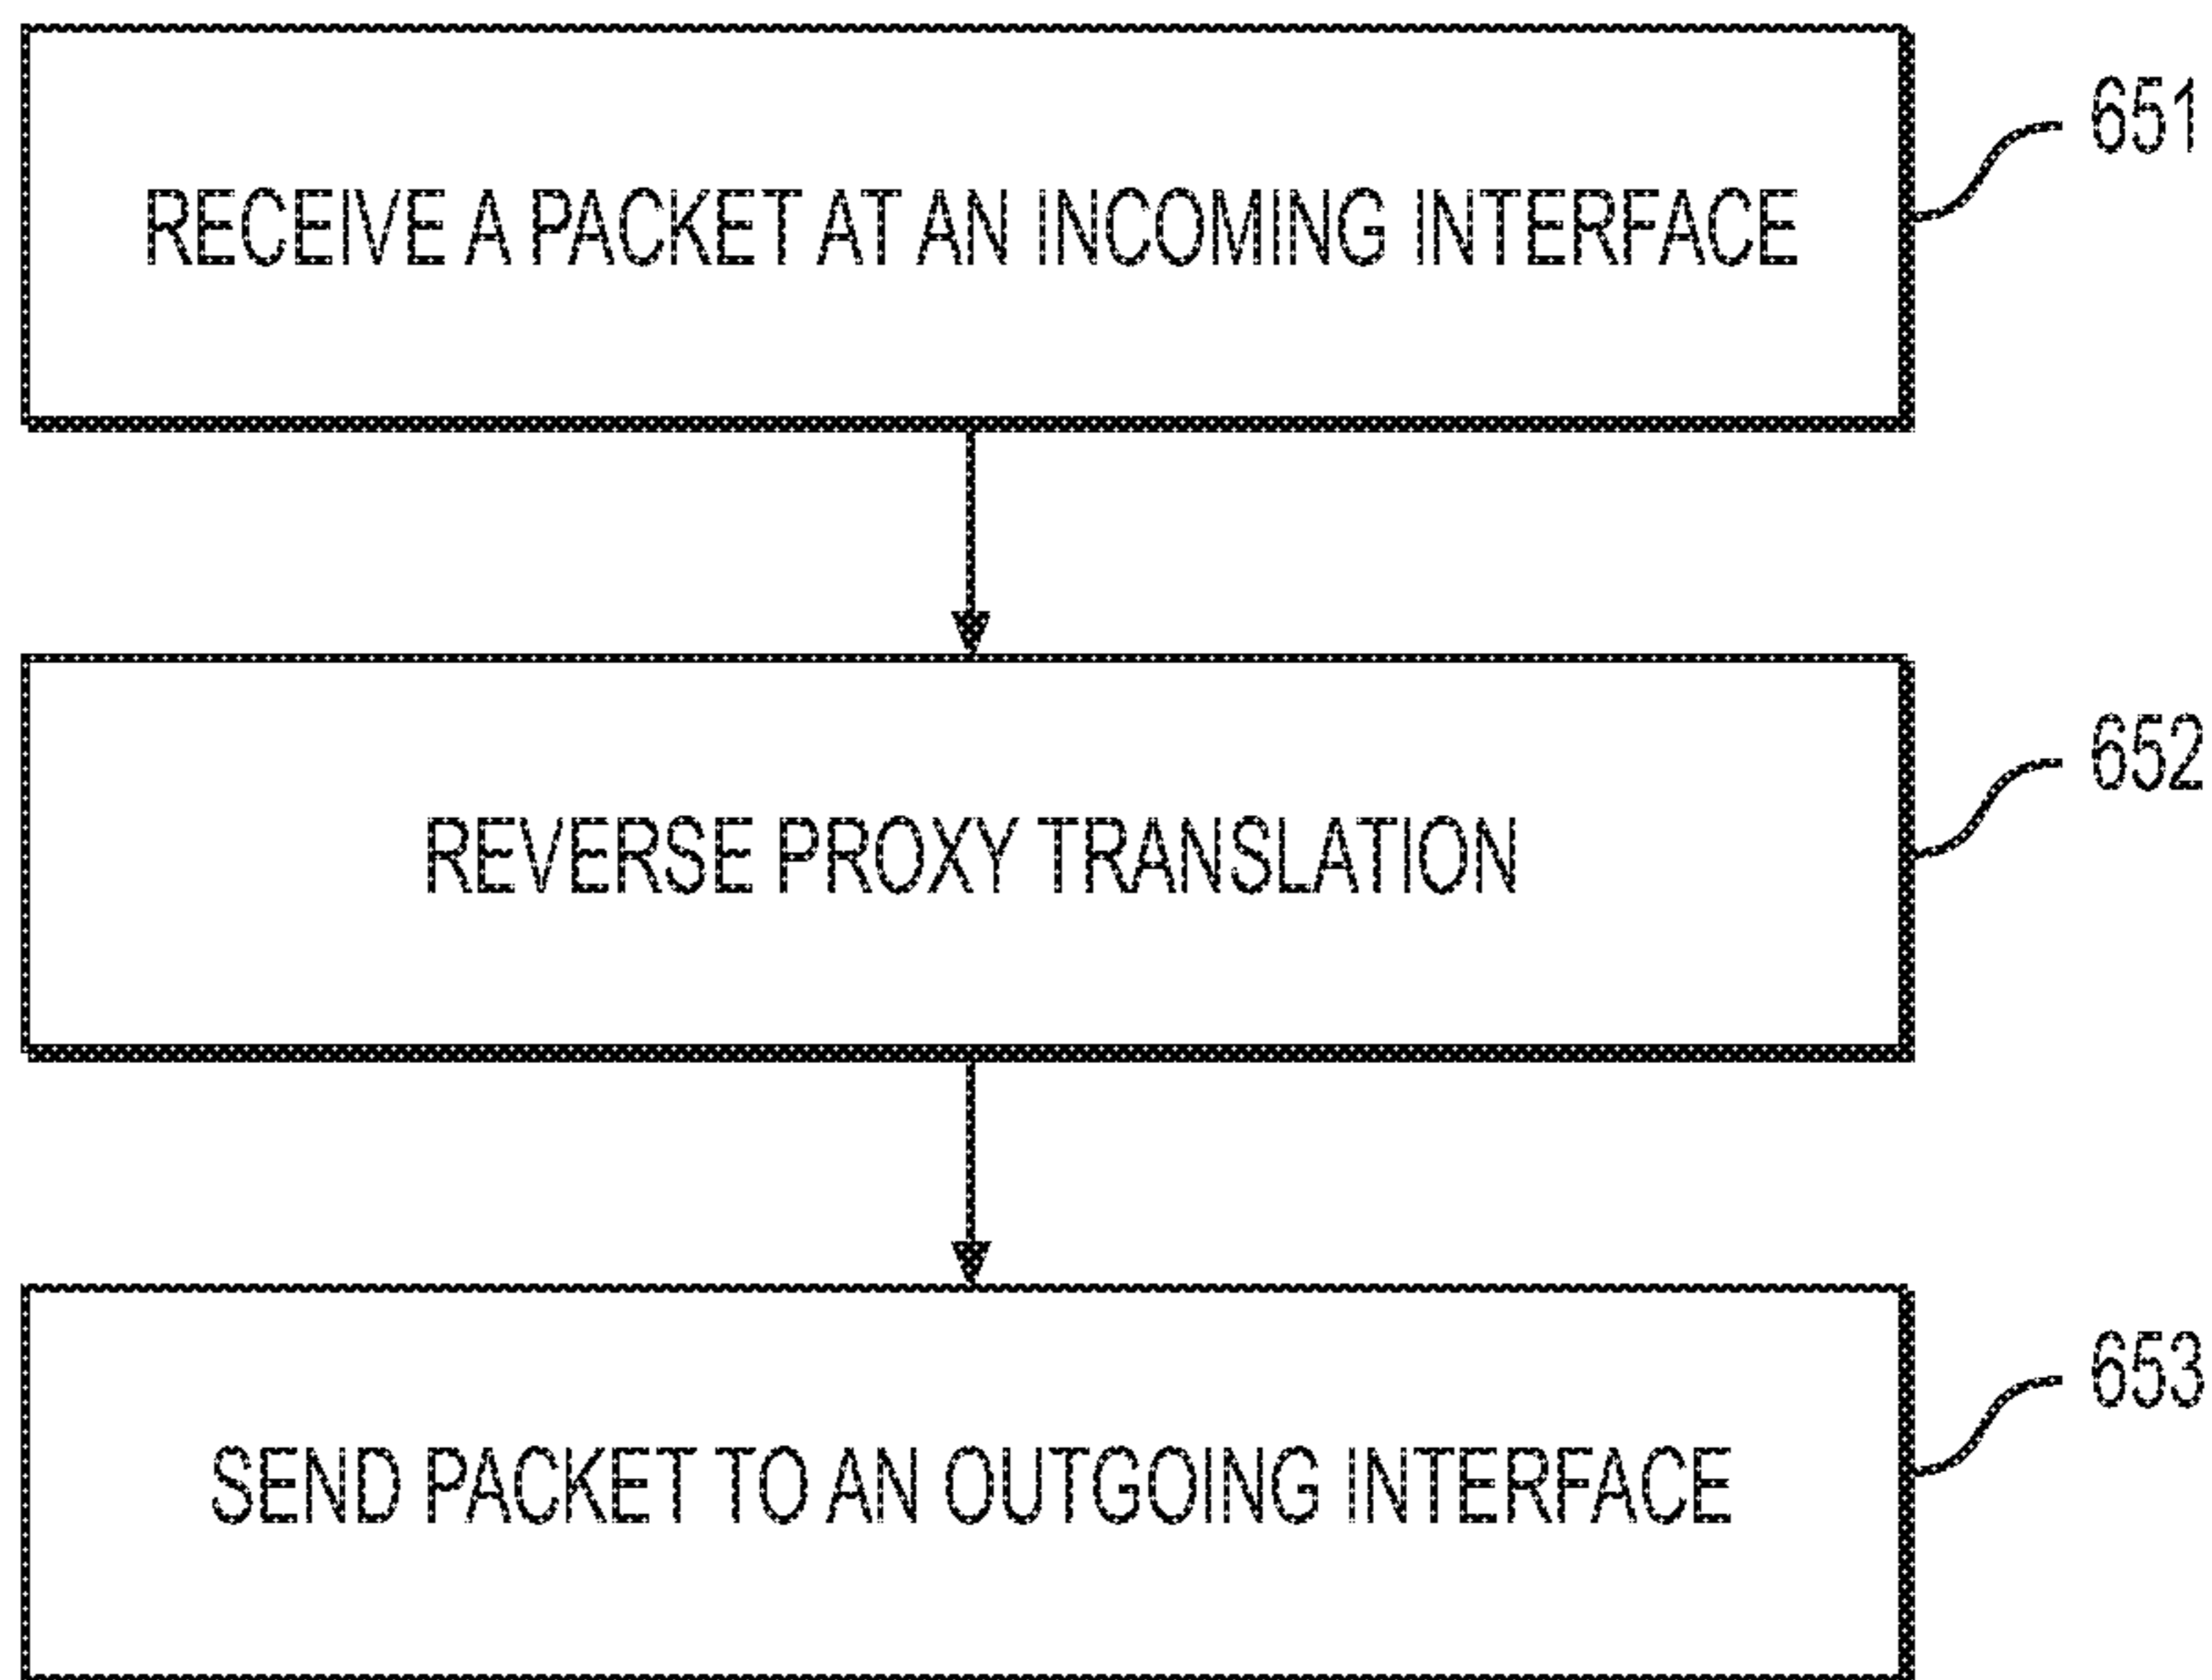 RECEIVE A PACKET AT AN INCOMING INTERFACE
651
REVERSE PROXY TRANSLATION
652
SEND PACKET TO AN OUTGOING INTERFACE
653